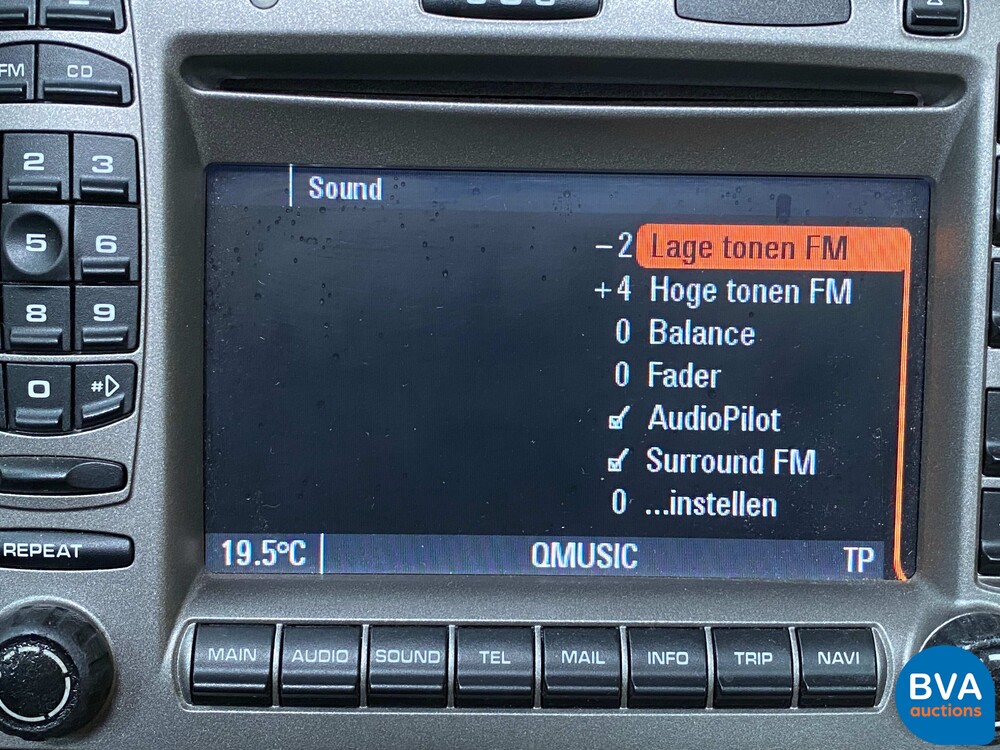 FM
CD
2
3
5
6
8
9
0
#
REPEAT
Sound
−2 Lage tonen FM
+4 Hoge tonen FM
0 Balance
0 Fader
AudioPilot
Surround FM
0 ...instellen
19.5°C
QMUSIC
TP
MAIN
AUDIO
SOUND
TEL
MAIL
INFO
TRIP
NAVI
BVA
auctions